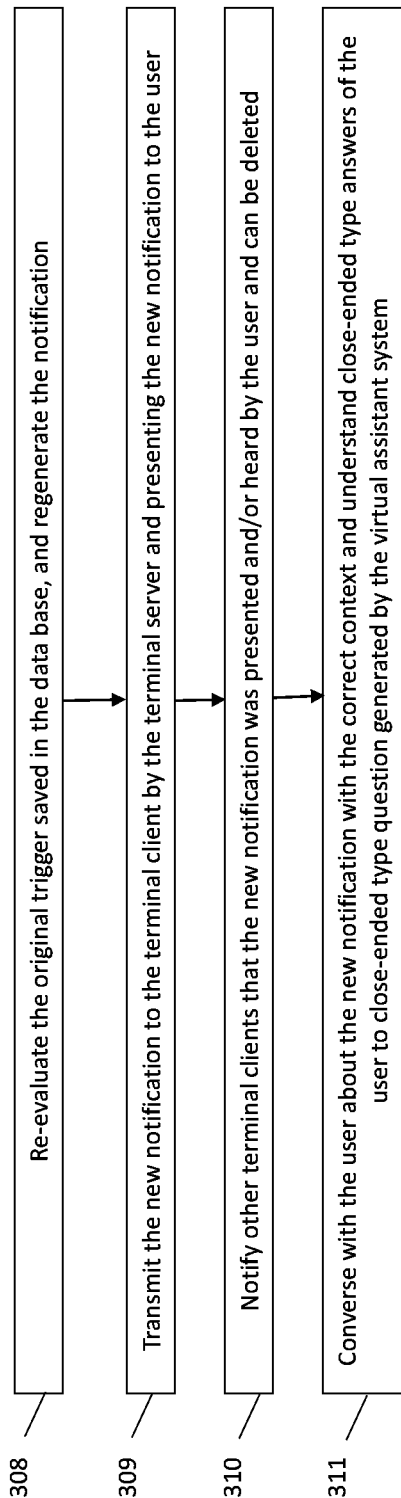 308
Re-evaluate the original trigger saved in the data base, and regenerate the notification
309
Transmit the new notification to the terminal client by the terminal server and presenting the new notification to the user
310
Notify other terminal clients that the new notification was presented and/or heard by the user and can be deleted
311
Converse with the user about the new notification with the correct context and understand close-ended type answers of the
user to close-ended type question generated by the virtual assistant system